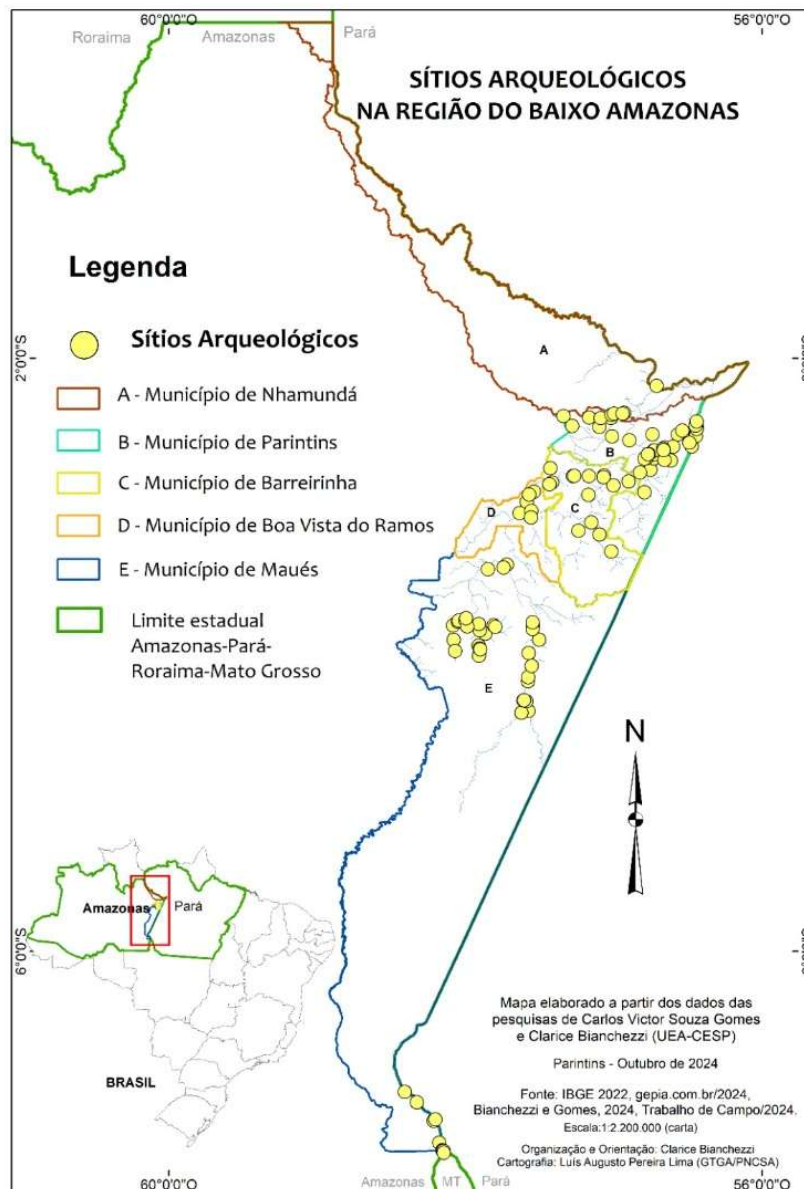 60°0'0"O
56°0'0"O
Roraima
Amazonas
Pará
SÍTIOS ARQUEOLÓGICOS
NA REGIÃO DO BAIXO AMAZONAS
Legenda
Sítios Arqueológicos
A - Município de Nhamundá
B - Município de Parintins
C - Município de Barreirinha
D - Município de Boa Vista do Ramos
E - Município de Maués
Limite estadual
Amazonas-Pará-
Roraima-Mato Grosso
2°0'0"S
A
B
C
D
E
N
Amazonas
Pará
BRASIL
6°0'0"S
Mapa elaborado a partir dos dados das
pesquisas de Carlos Victor Souza Gomes
e Clarice Bianchezzi (UEA-CESP)
Parintins - Outubro de 2024
Fonte: IBGE 2022, gepia.com.br/2024,
Bianchezzi e Gomes, 2024, Trabalho de Campo/2024.
Escala:1:2.200.000 (carta)
Organização e Orientação: Clarice Bianchezzi
Cartografia: Luís Augusto Pereira Lima (GTGA/PNCSA)
Amazonas
MT
Pará
60°0'0"O
56°0'0"O